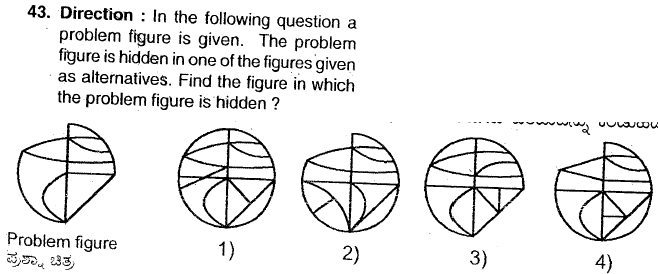 43. Direction : In the following question a
problem figure is given. The problem
figure is hidden in one of the figures given
as alternatives. Find the figure in which
the problem figure is hidden ?
Problem figure
ಪ್ರಶ್ನಾ ಚಿತ್ರ
1)
2)
3)
4)